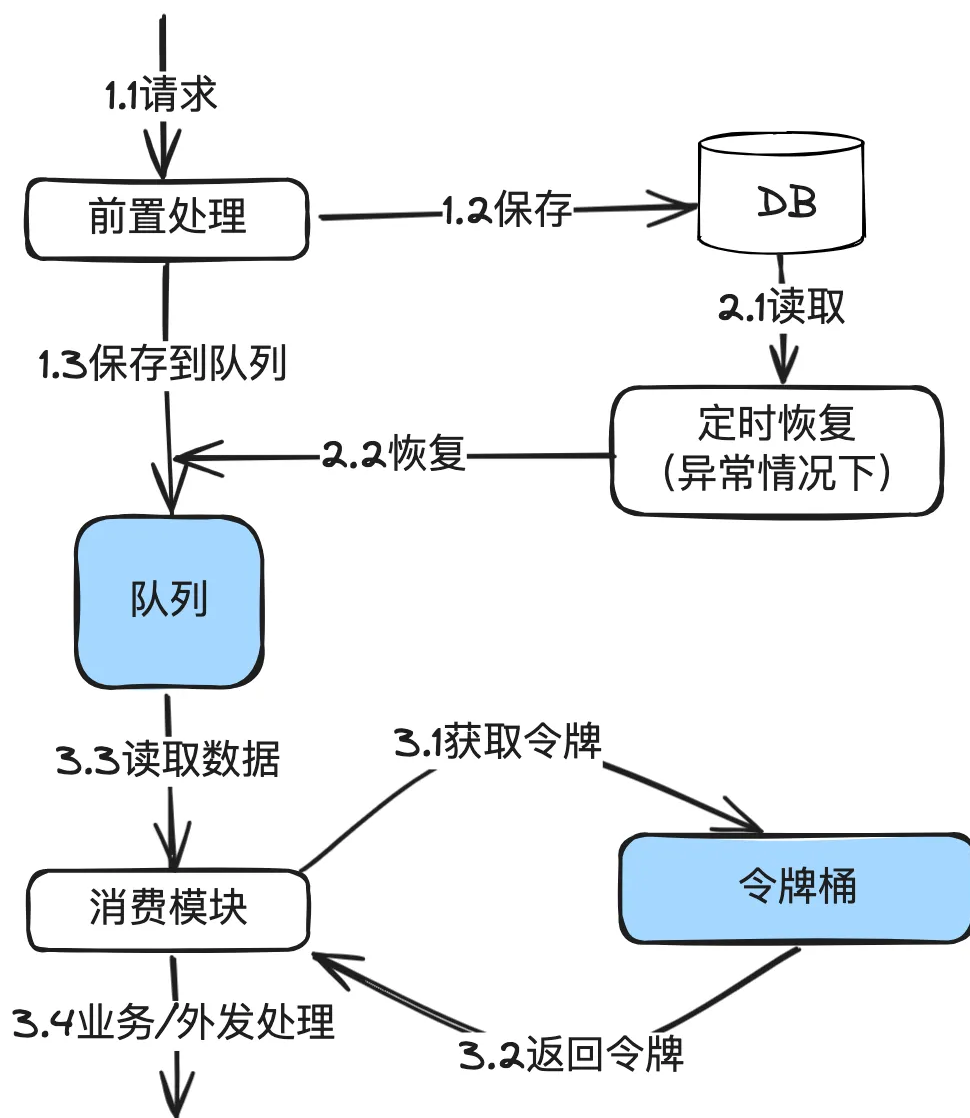 1.1请求
前置处理
1.2保存
DB
2.1读取
1.3保存到队列
定时恢复
（异常情况下）
2.2恢复
队列
3.3读取数据
3.1获取令牌
令牌桶
消费模块
3.4业务/外发处理
3.2返回令牌